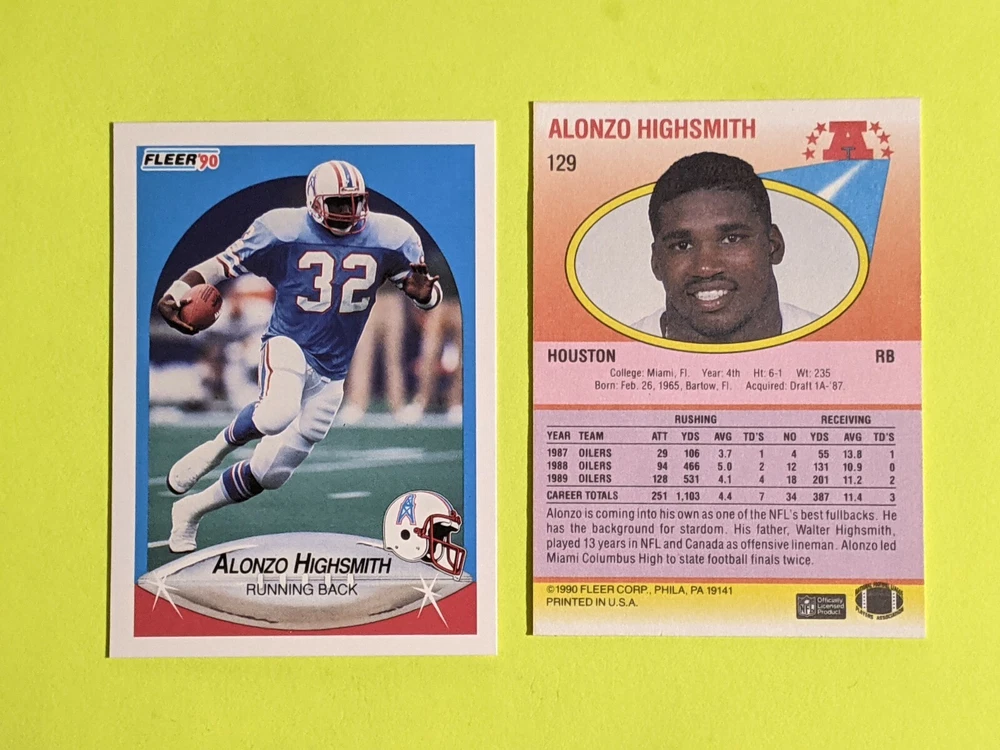 FLEER '90
32
ALONZO HIGHSMITH
RUNNING BACK
ALONZO HIGHSMITH
129
A
HOUSTON RB
College: Miami, Fl. Year: 4th Ht: 6-1 Wt: 235
Born: Feb. 26, 1965, Bartow, Fl. Acquired: Draft 1A-'87.
RUSHING RECEIVING
YEAR TEAM ATT YDS AVG TD'S NO YDS AVG TD'S
1987 OILERS 29 106 3.7 1 4 55 13.8 1
1988 OILERS 94 466 5.0 2 12 131 10.9 0
1989 OILERS 128 531 4.1 4 18 201 11.2 2
CAREER TOTALS 251 1,103 4.4 7 34 387 11.4 3
Alonzo is coming into his own as one of the NFL's best fullbacks. He
has the background for stardom. His father, Walter Highsmith,
played 13 years in NFL and Canada as offensive lineman. Alonzo led
Miami Columbus High to state football finals twice.
©1990 FLEER CORP., PHILA, PA 19141
PRINTED IN U.S.A.
NFL
Officially
Licensed
Product